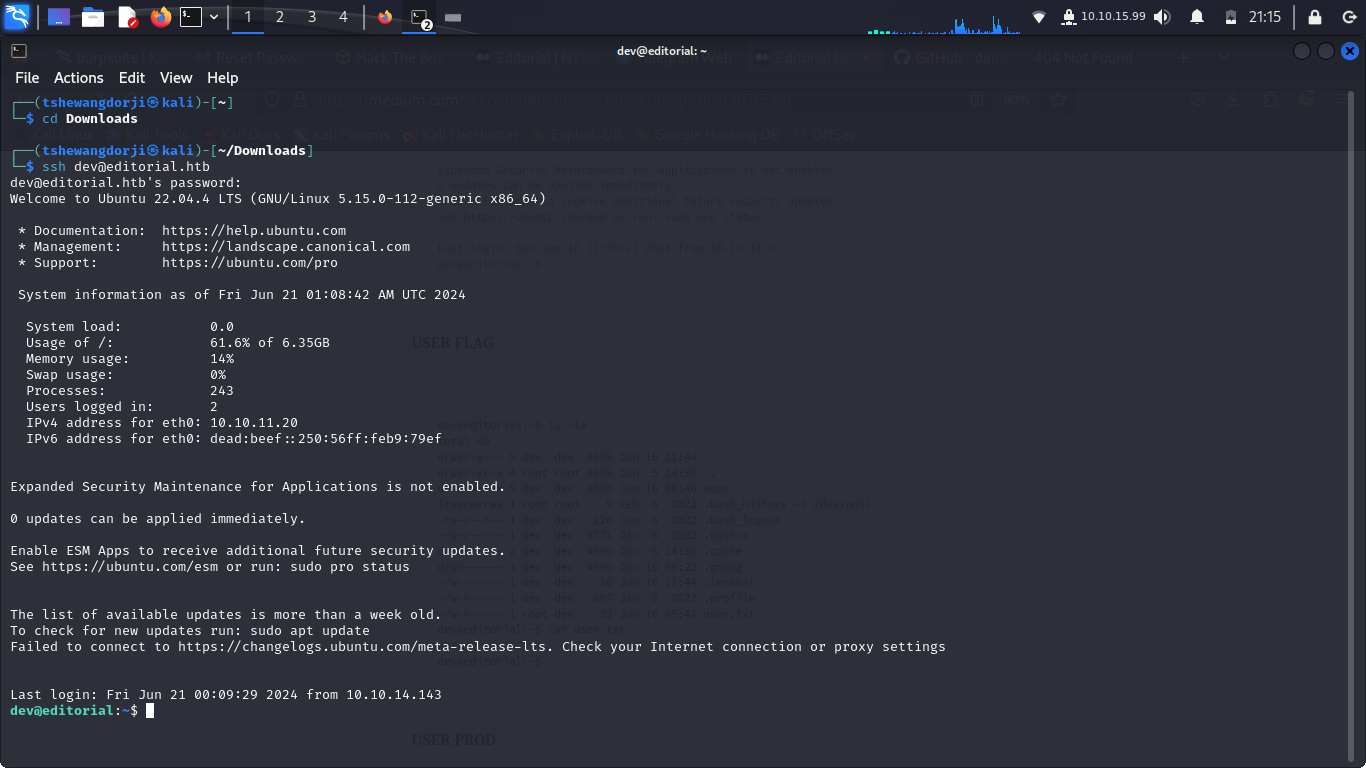 1 2 3 4 2 10.10.15.99 21:15
dev@editorial: ~
File Actions Edit View Help
┌──(tshewangdorji㉿kali)-[~]
└─$ cd Downloads
┌──(tshewangdorji㉿kali)-[~/Downloads]
└─$ ssh dev@editorial.htb
dev@editorial.htb's password:
Welcome to Ubuntu 22.04.4 LTS (GNU/Linux 5.15.0-112-generic x86_64)
* Documentation: https://help.ubuntu.com
* Management: https://landscape.canonical.com
* Support: https://ubuntu.com/pro
System information as of Fri Jun 21 01:08:42 AM UTC 2024
System load: 0.0
Usage of /: 61.6% of 6.35GB
Memory usage: 14%
Swap usage: 0%
Processes: 243
Users logged in: 2
IPv4 address for eth0: 10.10.11.20
IPv6 address for eth0: dead:beef::250:56ff:feb9:79ef
Expanded Security Maintenance for Applications is not enabled.
0 updates can be applied immediately.
Enable ESM Apps to receive additional future security updates.
See https://ubuntu.com/esm or run: sudo pro status
The list of available updates is more than a week old.
To check for new updates run: sudo apt update
Failed to connect to https://changelogs.ubuntu.com/meta-release-lts. Check your Internet connection or proxy settings
Last login: Fri Jun 21 00:09:29 2024 from 10.10.14.143
dev@editorial:~$
USER FLAG
USER PROD